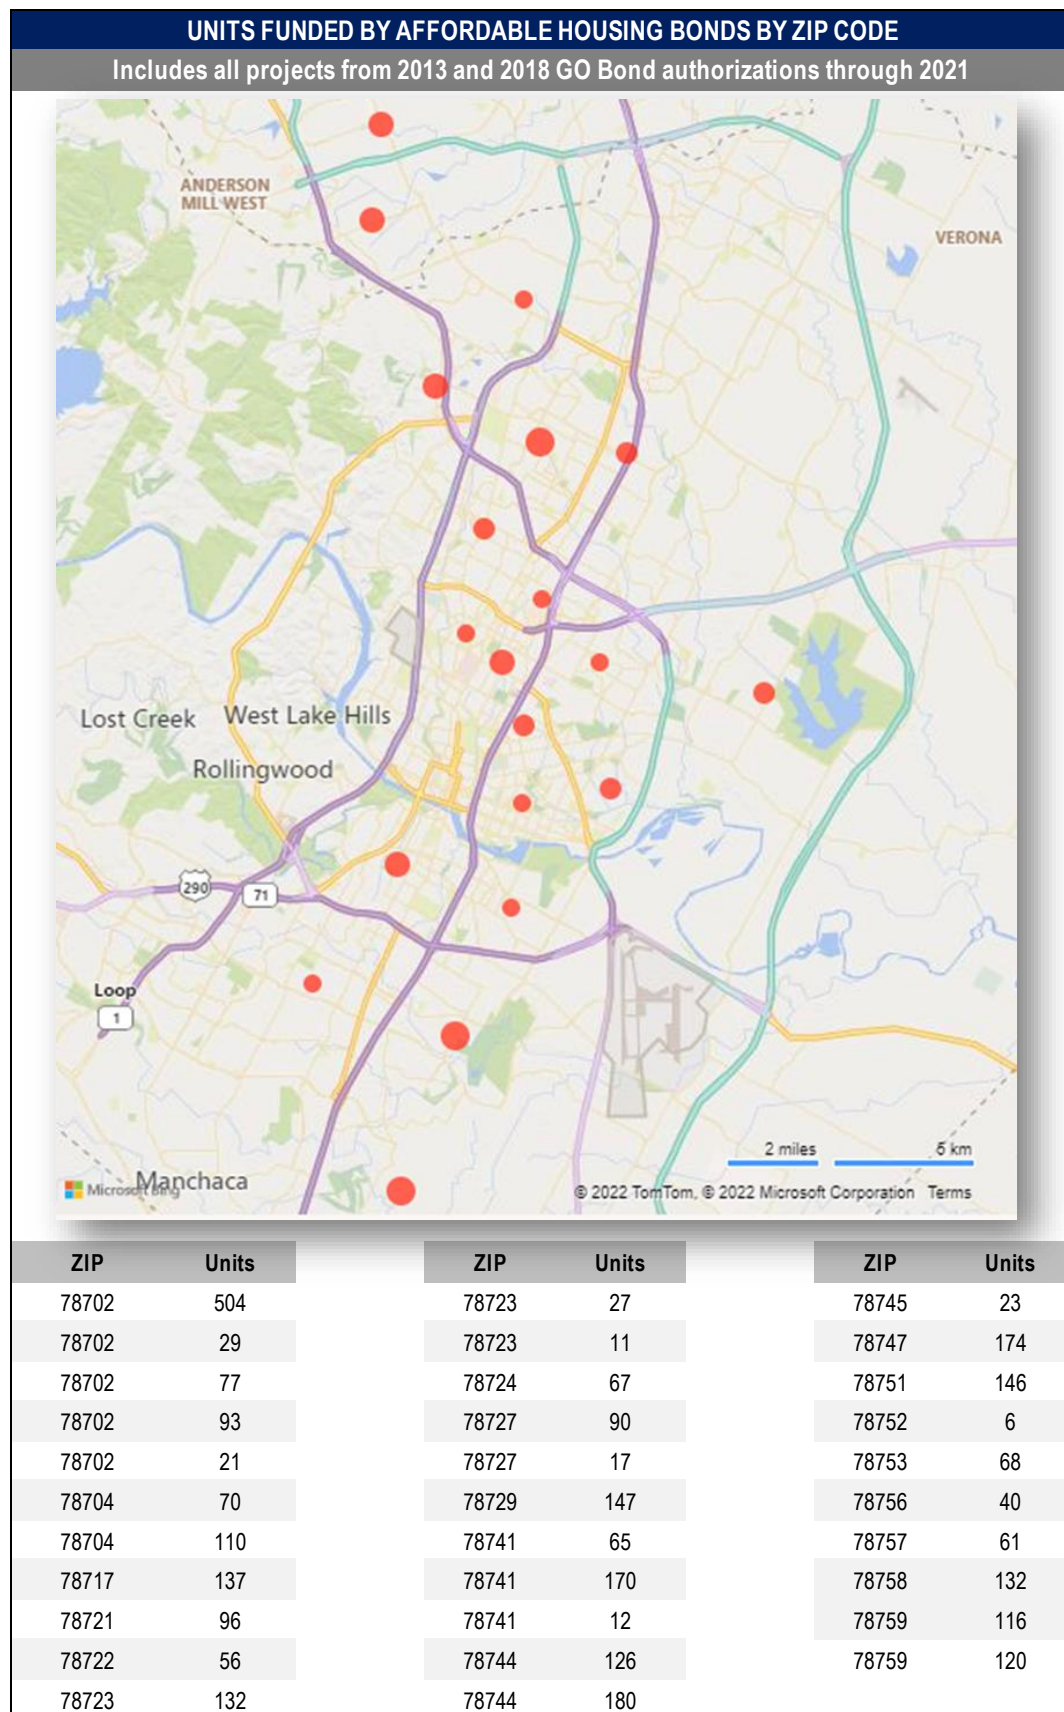 UNITS FUNDED BY AFFORDABLE HOUSING BONDS BY ZIP CODE
Includes all projects from 2013 and 2018 GO Bond authorizations through 2021
ANDERSON
MILL WEST
VERONA
Lost Creek
West Lake Hills
Rollingwood
290
71
Loop
1
2 miles
5 km
Manchaca
Microsoft Bing
© 2022 TomTom, © 2022 Microsoft Corporation Terms
ZIP Units ZIP Units ZIP Units
78702 504 78723 27 78745 23
78702 29 78723 11 78747 174
78702 77 78724 67 78751 146
78702 93 78727 90 78752 6
78702 21 78727 17 78753 68
78704 70 78729 147 78756 40
78704 110 78741 65 78757 61
78717 137 78741 170 78758 132
78721 96 78741 12 78759 116
78722 56 78744 126 78759 120
78723 132 78744 180